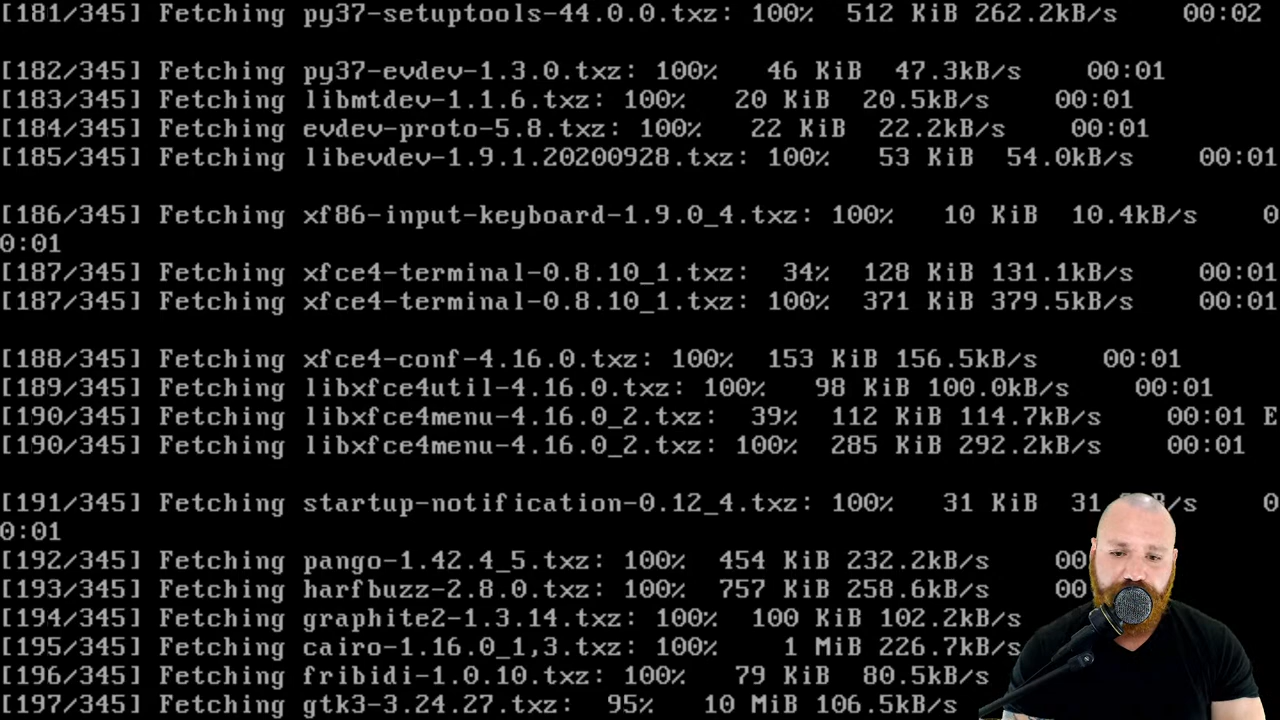 [181/345] Fetching py37-setuptools-44.0.0.txz: 100%  512 KiB 262.2kB/s    00:02
[182/345] Fetching py37-evdev-1.3.0.txz: 100%   46 KiB  47.3kB/s    00:01
[183/345] Fetching libmtdev-1.1.6.txz: 100%   20 KiB  20.5kB/s    00:01
[184/345] Fetching evdev-proto-5.8.txz: 100%   22 KiB  22.2kB/s    00:01
[185/345] Fetching libevdev-1.9.1.20200928.txz: 100%   53 KiB  54.0kB/s    00:01
[186/345] Fetching xf86-input-keyboard-1.9.0_4.txz: 100%   10 KiB  10.4kB/s    0
0:01
[187/345] Fetching xfce4-terminal-0.8.10_1.txz:  34%  128 KiB 131.1kB/s    00:01
[187/345] Fetching xfce4-terminal-0.8.10_1.txz: 100%  371 KiB 379.5kB/s    00:01
[188/345] Fetching xfce4-conf-4.16.0.txz: 100%  153 KiB 156.5kB/s    00:01
[189/345] Fetching libxfce4util-4.16.0.txz: 100%   98 KiB 100.0kB/s    00:01
[190/345] Fetching libxfce4menu-4.16.0_2.txz:  39%  112 KiB 114.7kB/s    00:01 E
[190/345] Fetching libxfce4menu-4.16.0_2.txz: 100%  285 KiB 292.2kB/s    00:01
[191/345] Fetching startup-notification-0.12_4.txz: 100%   31 KiB  31. B/s    0
0:01
[192/345] Fetching pango-1.42.4_5.txz: 100%  454 KiB 232.2kB/s    00
[193/345] Fetching harfbuzz-2.8.0.txz: 100%  757 KiB 258.6kB/s    00
[194/345] Fetching graphite2-1.3.14.txz: 100%  100 KiB 102.2kB/s
[195/345] Fetching cairo-1.16.0_1,3.txz: 100%    1 MiB 226.7kB/s
[196/345] Fetching fribidi-1.0.10.txz: 100%   79 KiB  80.5kB/s
[197/345] Fetching gtk3-3.24.27.txz:  95%   10 MiB 106.5kB/s